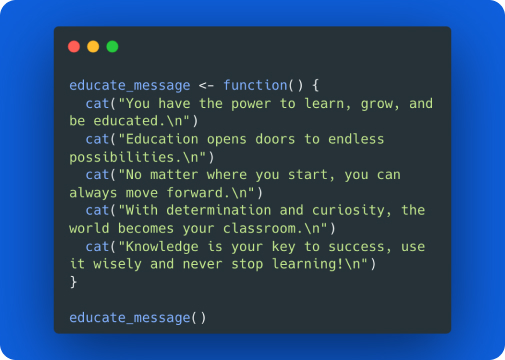 educate_message <- function() {
  cat("You have the power to learn, grow, and
be educated.\n")
  cat("Education opens doors to endless
possibilities.\n")
  cat("No matter where you start, you can
always move forward.\n")
  cat("With determination and curiosity, the
world becomes your classroom.\n")
  cat("Knowledge is your key to success, use
it wisely and never stop learning!\n")
}

educate_message()